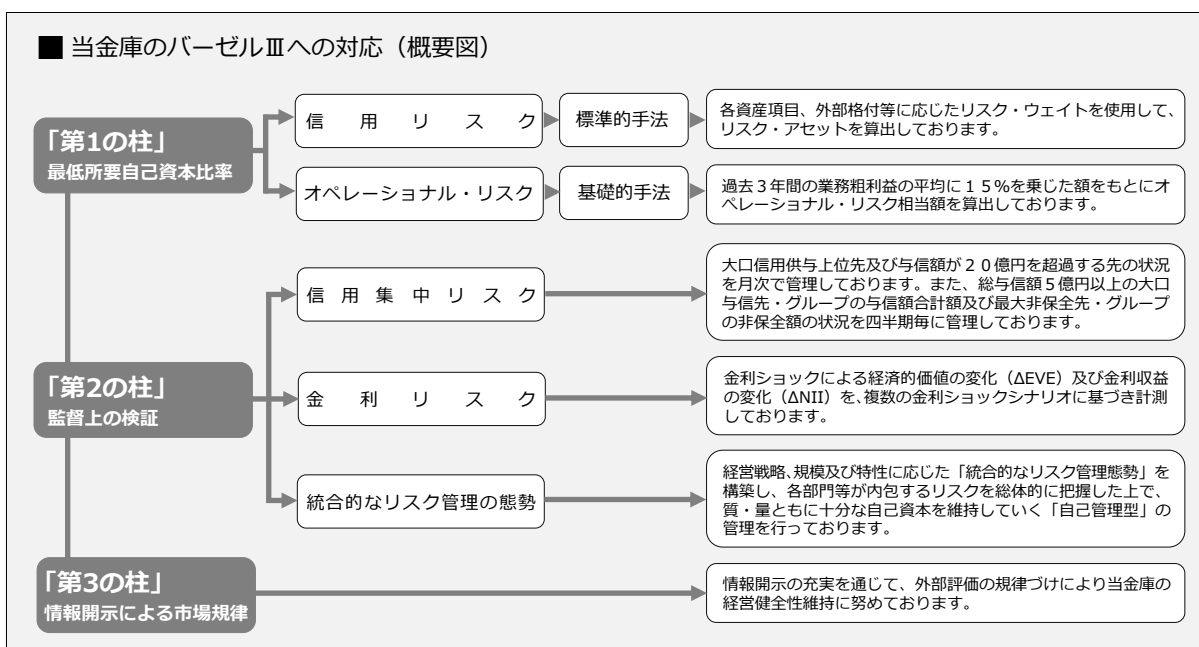 ■ 当金庫のバーゼルⅢへの対応（概要図）
「第1の柱」
最低所要自己資本比率
信用リスク
標準的手法
各資産項目、外部格付等に応じたリスク・ウェイトを使用して、
リスク・アセットを算出しております。
オペレーショナル・リスク
基礎的手法
過去３年間の業務粗利益の平均に１５%を乗じた額をもとにオ
ペレーショナル・リスク相当額を算出しております。
「第2の柱」
監督上の検証
信用集中リスク
大口信用供与上位先及び与信額が２０億円を超過する先の状況
を月次で管理しております。また、総与信額５億円以上の大口
与信先・グループの与信額合計額及び最大非保全先・グループ
の非保全額の状況を四半期毎に管理しております。
金利リスク
金利ショックによる経済的価値の変化（ΔEVE）及び金利収益
の変化（ΔNII）を、複数の金利ショックシナリオに基づき計測
しております。
統合的なリスク管理の態勢
経営戦略、規模及び特性に応じた「統合的なリスク管理態勢」を
構築し、各部門等が内包するリスクを総体的に把握した上で、
質・量ともに十分な自己資本を維持していく「自己管理型」の
管理を行っております。
「第3の柱」
情報開示による市場規律
情報開示の充実を通じて、外部評価の規律づけにより当金庫の
経営健全性維持に努めております。